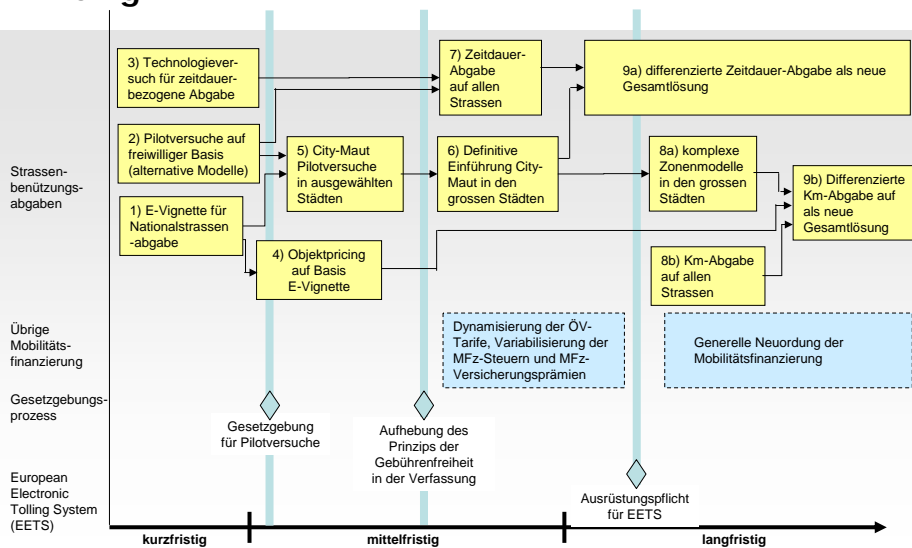 3) Technologiever-
such für zeitdauer-
bezogene Abgabe
7) Zeitdauer-
Abgabe
auf allen
Strassen
9a) differenzierte Zeitdauer-Abgabe als neue
Gesamtlösung
2) Pilotversuche auf
freiwilliger Basis
(alternative Modelle)
5) City-Maut
Pilotversuche
in ausgewählten
Städten
6) Definitive
Einführung City-
Maut in den
grossen Städten
8a) komplexe
Zonenmodelle
in den grossen
Städten
9b) Differenzierte
Km-Abgabe auf
als neue
Gesamtlösung
Strassen-
benützungs-
abgaben
1) E-Vignette für
Nationalstrassen
-abgabe
4) Objektpricing
auf Basis
E-Vignette
8b) Km-Abgabe
auf allen
Strassen
Übrige
Mobilitäts-
finanzierung
Dynamisierung der ÖV-
Tarife, Variabilisierung der
MFz-Steuern und MFz-
Versicherungsprämien
Generelle Neuordung der
Mobilitätsfinanzierung
Gesetzgebungs-
prozess
Gesetzgebung
für Pilotversuche
Aufhebung des
Prinzips der
Gebührenfreiheit
in der Verfassung
European
Electronic
Tolling System
(EETS)
Ausrüstungspflicht
für EETS
kurzfristig
mittelfristig
langfristig